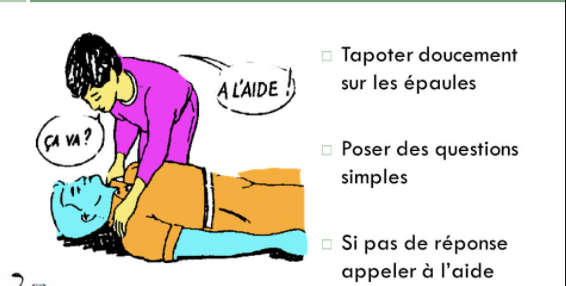 A L'AIDE !
ÇA VA ?
Tapoter doucement
sur les épaules
Poser des questions
simples
Si pas de réponse
appeler à l'aide